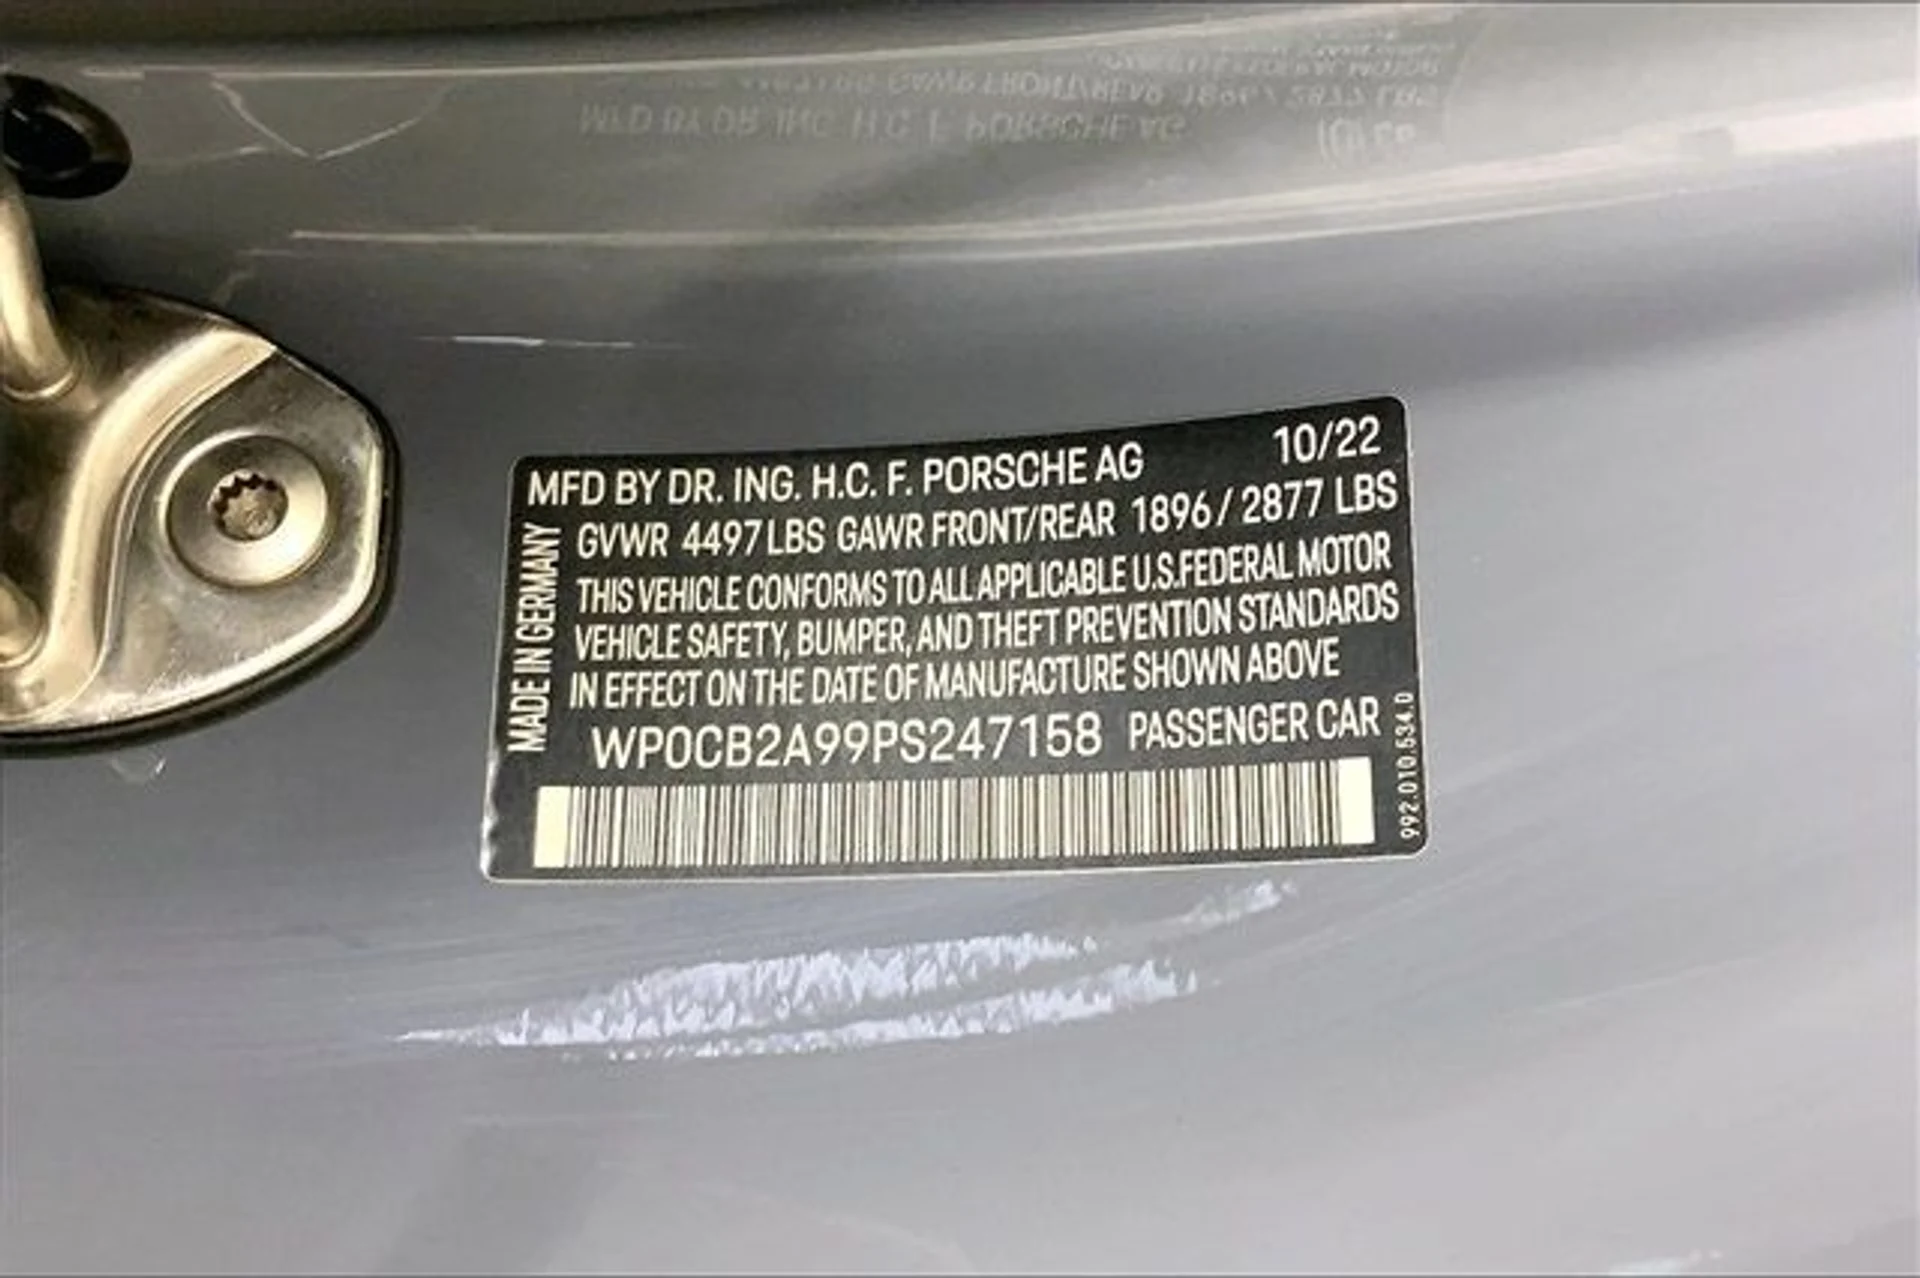 MFD BY DR. ING. H.C. F. PORSCHE AG 10/22
GVWR 4497 LBS GAWR FRONT/REAR 1896 / 2877 LBS
THIS VEHICLE CONFORMS TO ALL APPLICABLE U.S.FEDERAL MOTOR
VEHICLE SAFETY, BUMPER, AND THEFT PREVENTION STANDARDS
IN EFFECT ON THE DATE OF MANUFACTURE SHOWN ABOVE
WP0CB2A99PS247158 PASSENGER CAR
MADE IN GERMANY
992.010.534.0